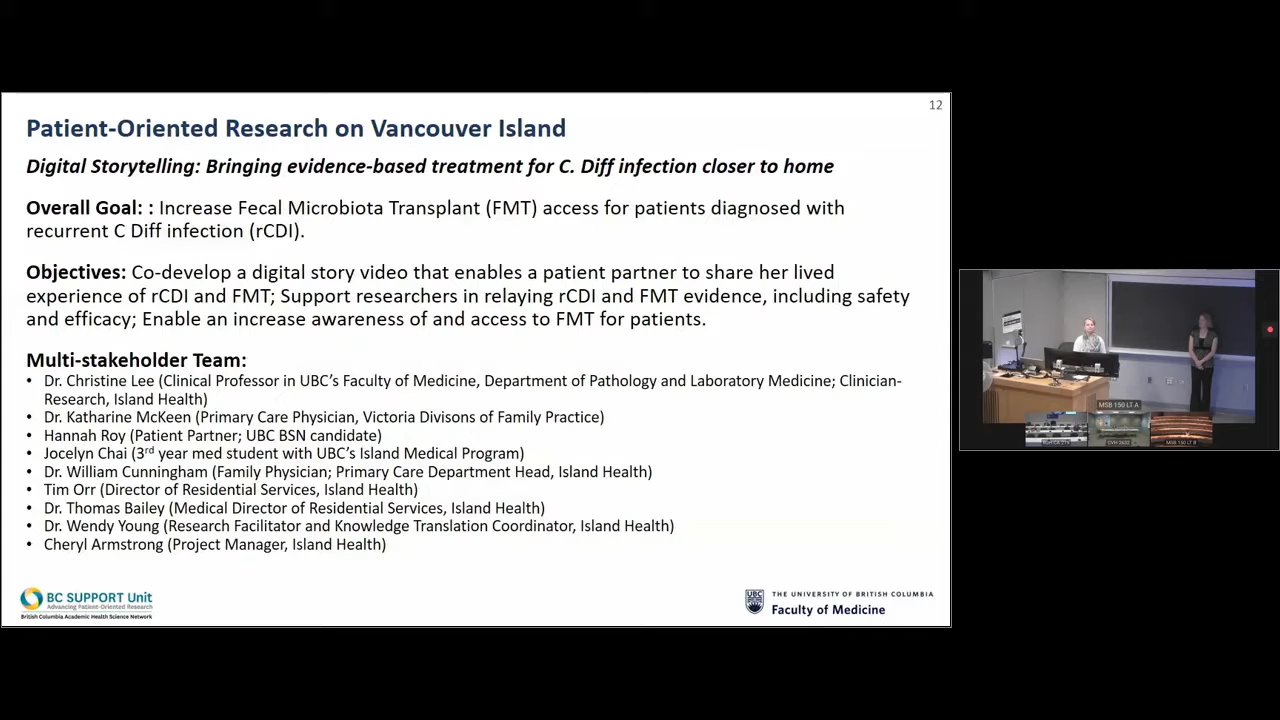 12
Patient-Oriented Research on Vancouver Island
Digital Storytelling: Bringing evidence-based treatment for C. Diff infection closer to home
Overall Goal: : Increase Fecal Microbiota Transplant (FMT) access for patients diagnosed with
recurrent C Diff infection (rCDI).
Objectives: Co-develop a digital story video that enables a patient partner to share her lived
experience of rCDI and FMT; Support researchers in relaying rCDI and FMT evidence, including safety
and efficacy; Enable an increase awareness of and access to FMT for patients.
Multi-stakeholder Team:
• Dr. Christine Lee (Clinical Professor in UBC’s Faculty of Medicine, Department of Pathology and Laboratory Medicine; Clinician-
Research, Island Health)
• Dr. Katharine McKeen (Primary Care Physician, Victoria Divisons of Family Practice)
• Hannah Roy (Patient Partner; UBC BSN candidate)
• Jocelyn Chai (3rd year med student with UBC’s Island Medical Program)
• Dr. William Cunningham (Family Physician; Primary Care Department Head, Island Health)
• Tim Orr (Director of Residential Services, Island Health)
• Dr. Thomas Bailey (Medical Director of Residential Services, Island Health)
• Dr. Wendy Young (Research Facilitator and Knowledge Translation Coordinator, Island Health)
• Cheryl Armstrong (Project Manager, Island Health)
BC SUPPORT Unit
Advancing Patient-Oriented Research
British Columbia Academic Health Science Network
UBC
THE UNIVERSITY OF BRITISH COLUMBIA
Faculty of Medicine
MSB 150 LT A
MSB 150 LT B